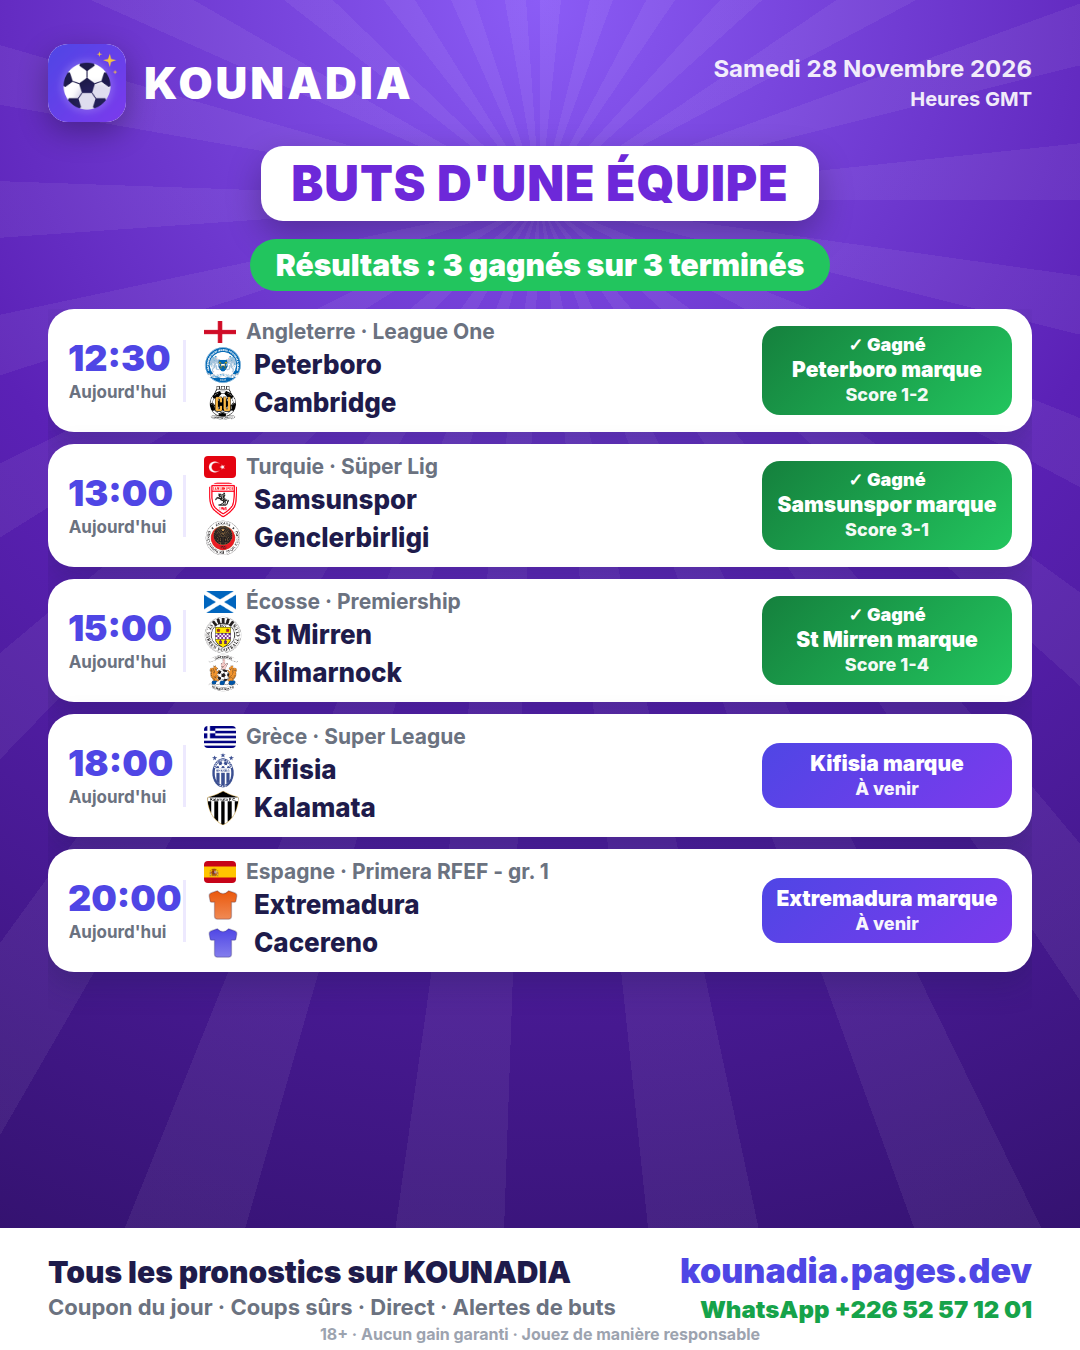 KOUNADIA
Samedi 28 Novembre 2026
Heures GMT
BUTS D'UNE ÉQUIPE
Résultats : 3 gagnés sur 3 terminés
12:30
Aujourd'hui
Angleterre · League One
Peterboro
Cambridge
✓ Gagné
Peterboro marque
Score 1-2
13:00
Aujourd'hui
Turquie · Süper Lig
Samsunspor
Genclerbirligi
✓ Gagné
Samsunspor marque
Score 3-1
15:00
Aujourd'hui
Écosse · Premiership
St Mirren
Kilmarnock
✓ Gagné
St Mirren marque
Score 1-4
18:00
Aujourd'hui
Grèce · Super League
Kifisia
Kalamata
Kifisia marque
À venir
20:00
Aujourd'hui
Espagne · Primera RFEF - gr. 1
Extremadura
Cacereno
Extremadura marque
À venir
Tous les pronostics sur KOUNADIA
Coupon du jour · Coups sûrs · Direct · Alertes de buts
kounadia.pages.dev
WhatsApp +226 52 57 12 01
18+ · Aucun gain garanti · Jouez de manière responsable